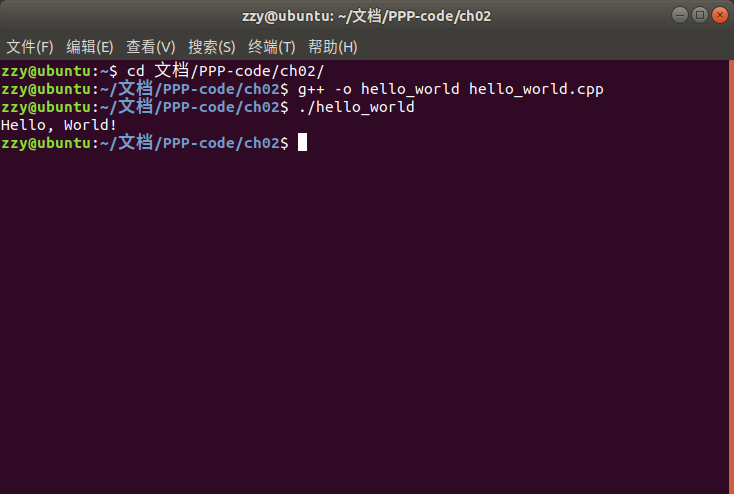 zzy@ubuntu: ~/文档/PPP-code/ch02
文件(F) 编辑(E) 查看(V) 搜索(S) 终端(T) 帮助(H)
zzy@ubuntu:~$ cd 文档/PPP-code/ch02/
zzy@ubuntu:~/文档/PPP-code/ch02$ g++ -o hello_world hello_world.cpp
zzy@ubuntu:~/文档/PPP-code/ch02$ ./hello_world
Hello, World!
zzy@ubuntu:~/文档/PPP-code/ch02$